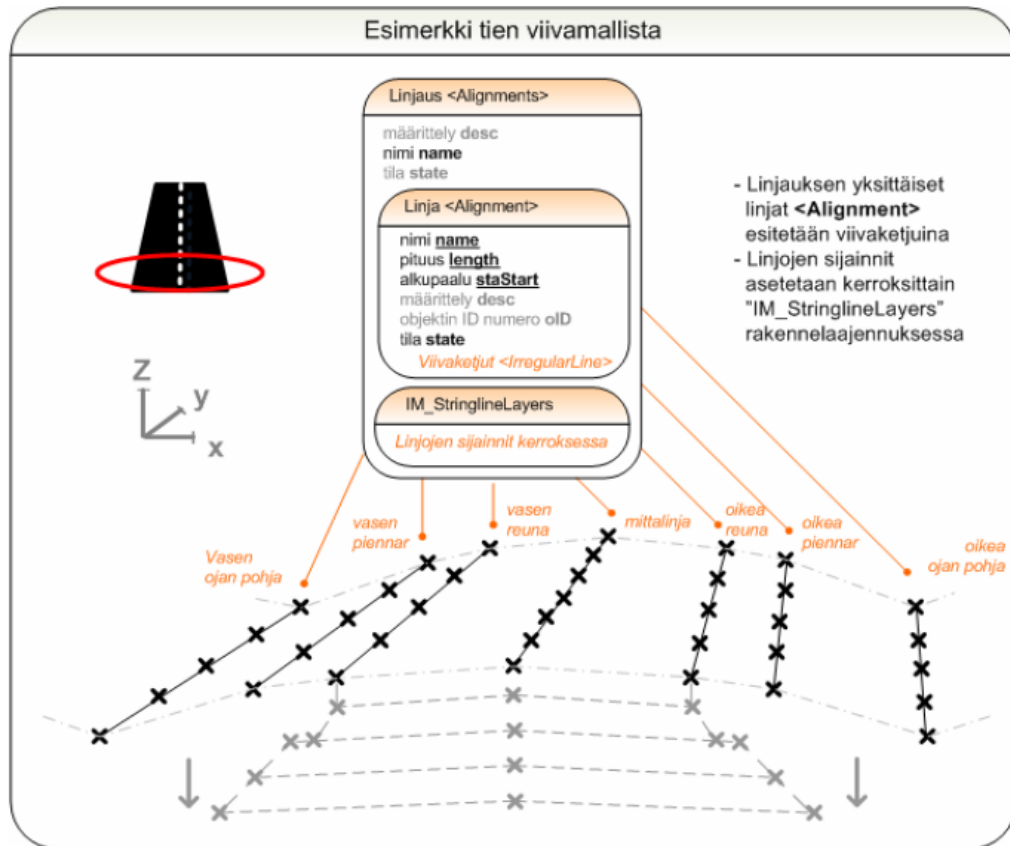 Esimerkki tien viivamallista
Linjaus <Alignments>
määrittely desc
nimi name
tila state
Linja <Alignment>
nimi name
pituus length
alkupaalu staStart
määrittely desc
objektin ID numero oID
tila state
Viivaketjut <IrregularLine>
IM_StringlineLayers
Linjojen sijainnit kerroksessa
- Linjauksen yksittäiset
linjat <Alignment>
esitetään viivaketjuina
- Linjojen sijainnit
asetetaan kerroksittain
"IM_StringlineLayers"
rakennelaajennuksessa
z
y
x
Vasen
ojan pohja
vasen
piennar
vasen
reuna
mittalinja
oikea
reuna
oikea
piennar
oikea
ojan pohja